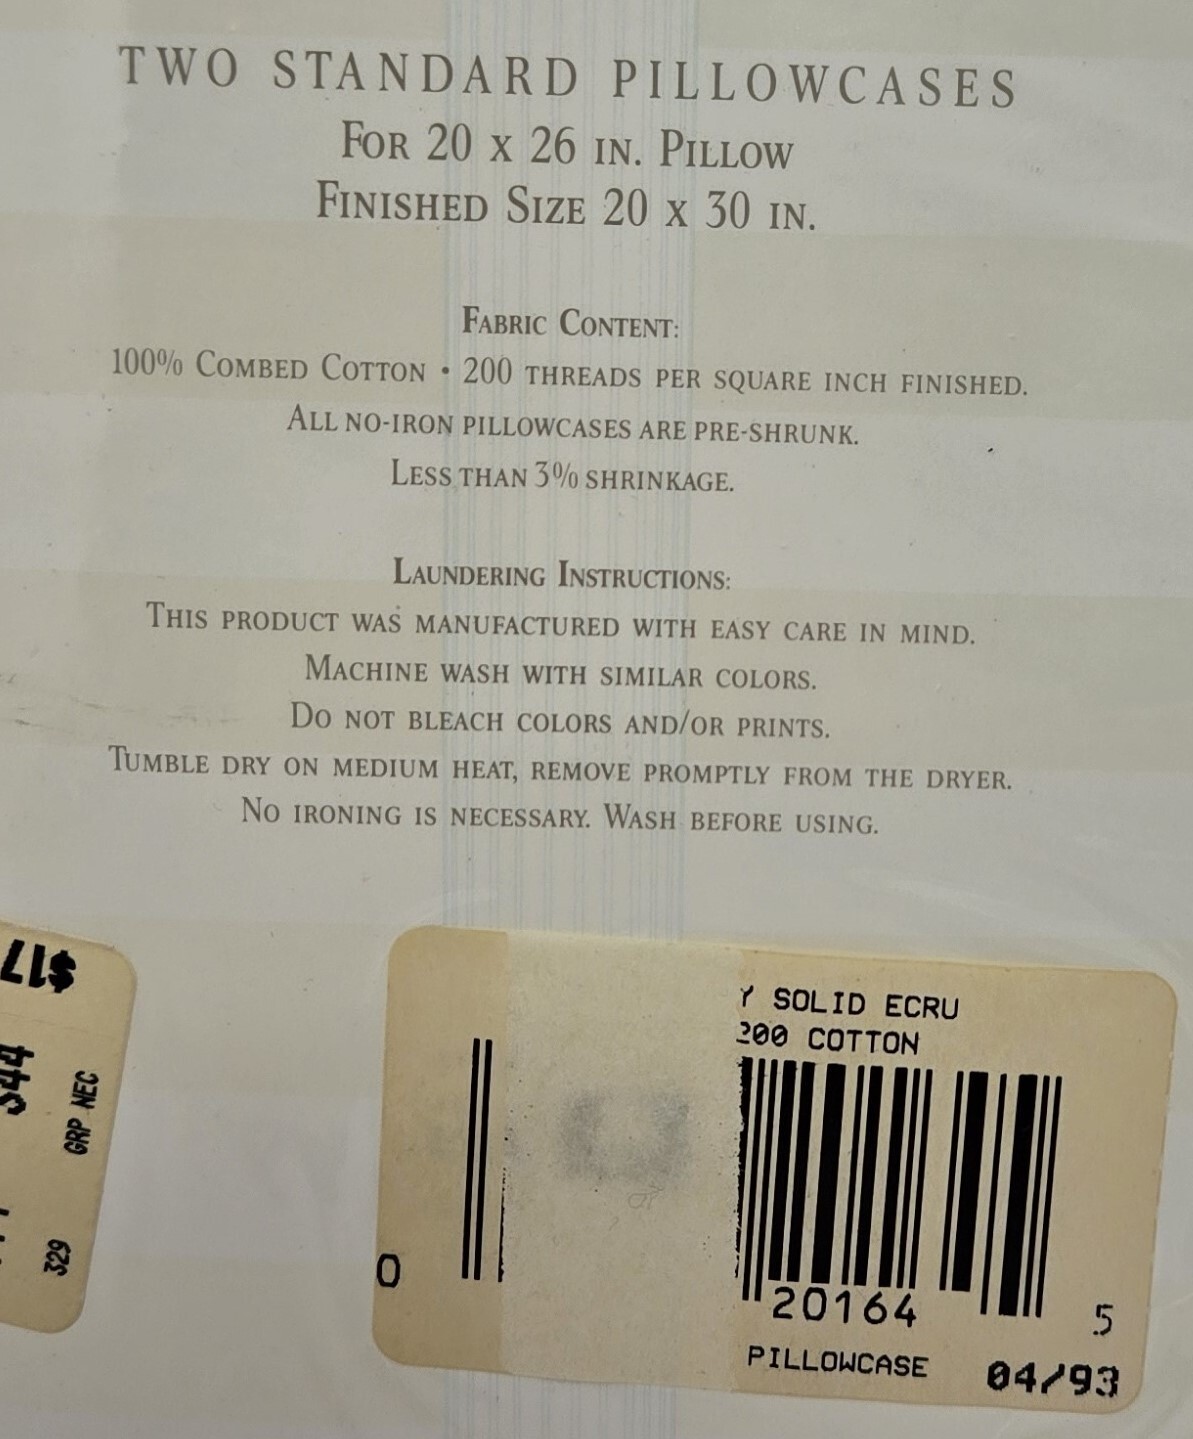 TWO STANDARD PILLOWCASES
FOR 20 X 26 IN. PILLOW
FINISHED SIZE 20 X 30 IN.
FABRIC CONTENT:
100% COMBED COTTON • 200 THREADS PER SQUARE INCH FINISHED.
ALL NO-IRON PILLOWCASES ARE PRE-SHRUNK.
LESS THAN 3% SHRINKAGE.
LAUNDERING INSTRUCTIONS:
THIS PRODUCT WAS MANUFACTURED WITH EASY CARE IN MIND.
MACHINE WASH WITH SIMILAR COLORS.
DO NOT BLEACH COLORS AND/OR PRINTS.
TUMBLE DRY ON MEDIUM HEAT, REMOVE PROMPTLY FROM THE DRYER.
NO IRONING IS NECESSARY. WASH BEFORE USING.
$17
GRP NEC
329
Y SOLID ECRU
200 COTTON
0 20164 5
PILLOWCASE 04/93